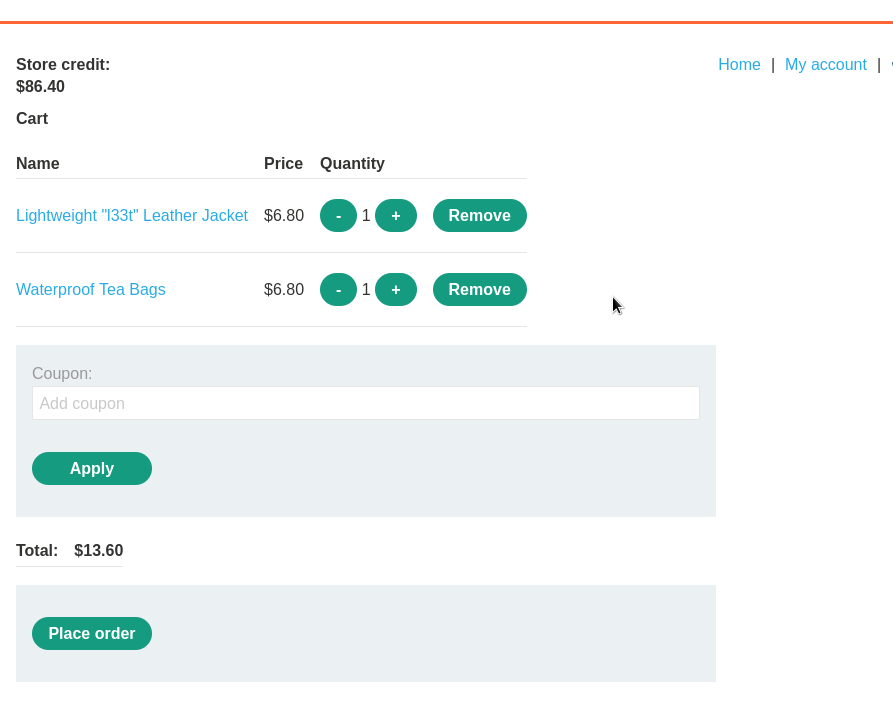 Store credit:
$86.40
Home | My account |
Cart
Name Price Quantity
Lightweight "l33t" Leather Jacket $6.80 - 1 + Remove
Waterproof Tea Bags $6.80 - 1 + Remove
Coupon:
Add coupon
Apply
Total: $13.60
Place order